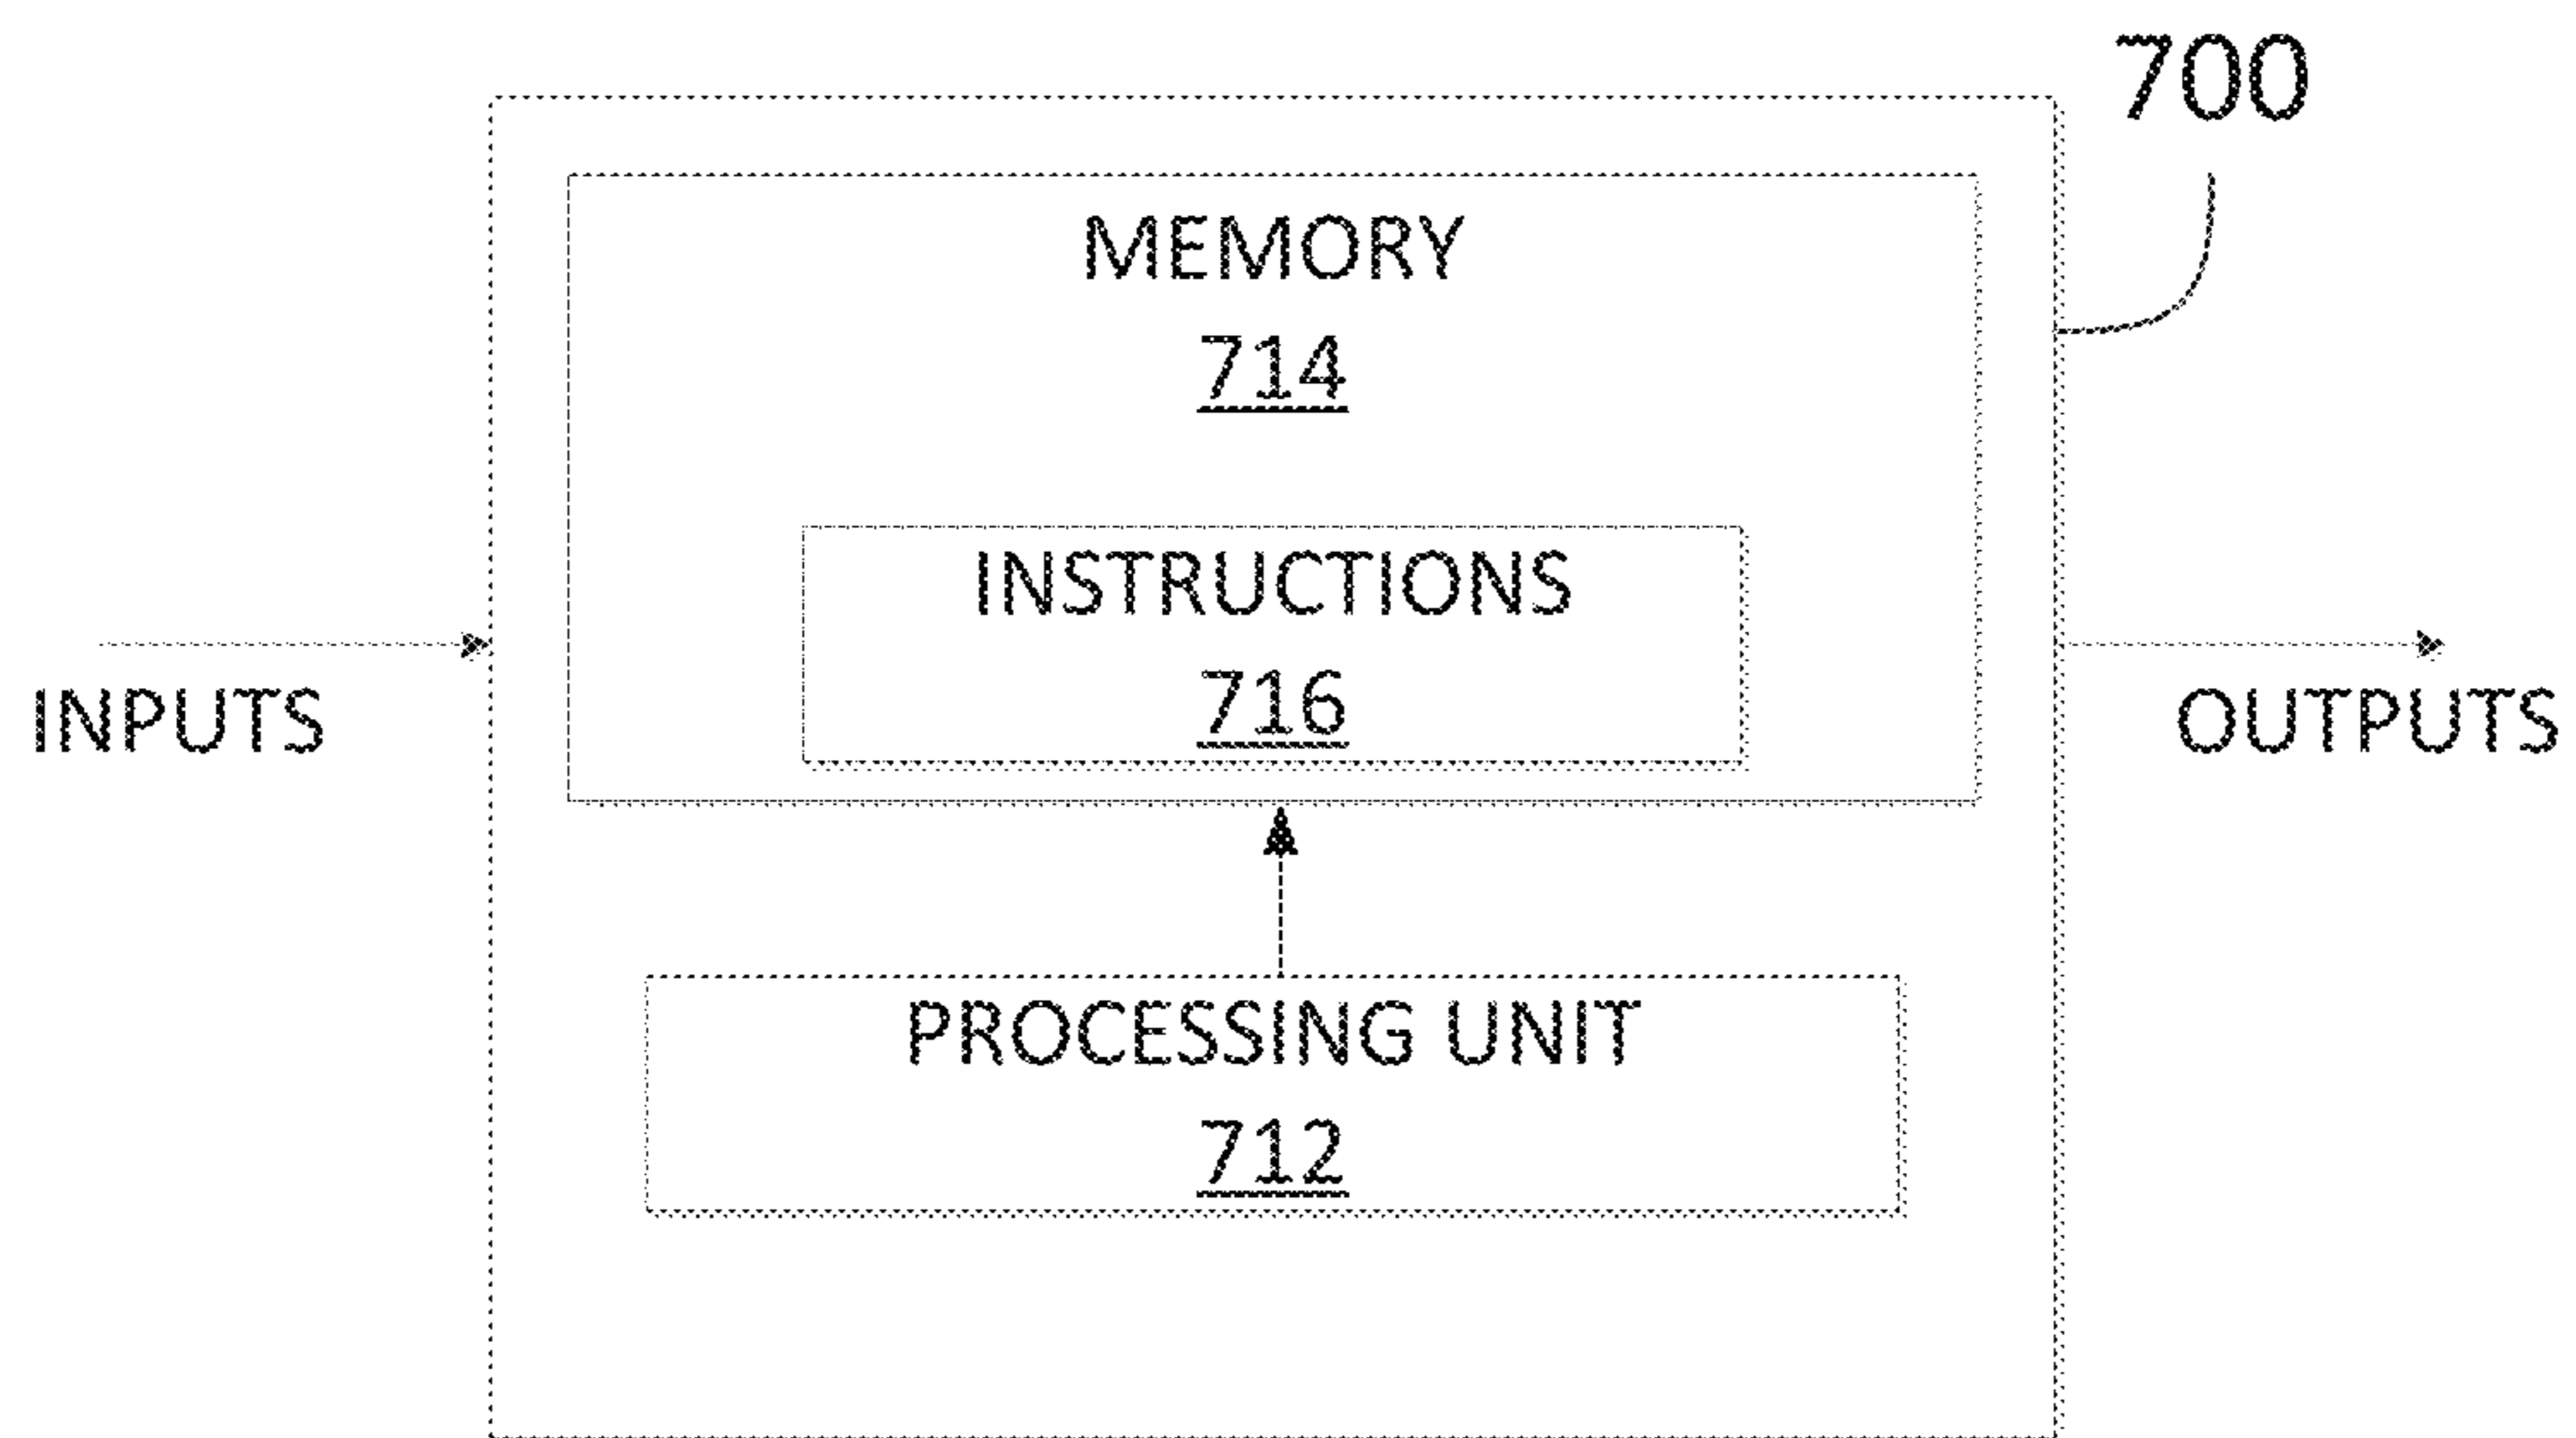 700
MEMORY
714
INSTRUCTIONS
716
INPUTS
OUTPUTS
PROCESSING UNIT
712